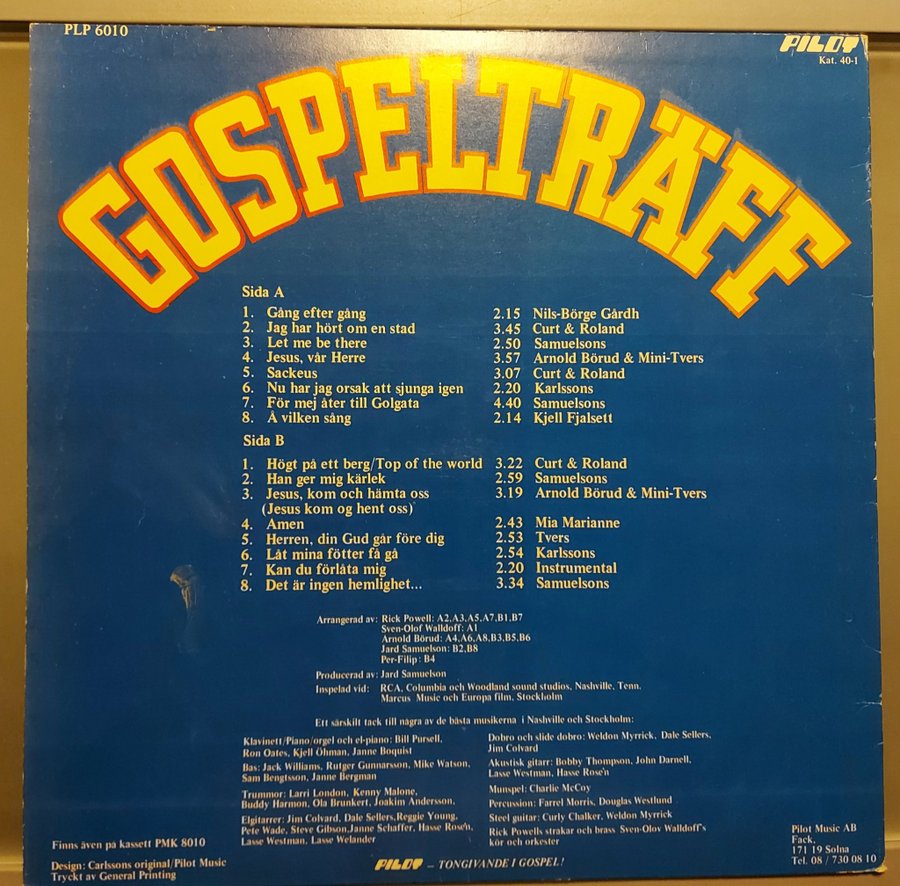 PLP 6010
PILOT
Kat. 40-1
GOSPELTRÄFF
Sida A
1. Gång efter gång 2.15 Nils-Börge Gårdh
2. Jag har hört om en stad 3.45 Curt & Roland
3. Let me be there 2.50 Samuelsons
4. Jesus, vår Herre 3.57 Arnold Börud & Mini-Tvers
5. Sackeus 3.07 Curt & Roland
6. Nu har jag orsak att sjunga igen 2.20 Karlssons
7. För mej åter till Golgata 4.40 Samuelsons
8. Å vilken sång 2.14 Kjell Fjalsett
Sida B
1. Högt på ett berg/Top of the world 3.22 Curt & Roland
2. Han ger mig kärlek 2.59 Samuelsons
3. Jesus, kom och hämta oss 3.19 Arnold Börud & Mini-Tvers
(Jesus kom og hent oss)
4. Amen 2.43 Mia Marianne
5. Herren, din Gud går före dig 2.53 Tvers
6. Låt mina fötter få gå 2.54 Karlssons
7. Kan du förlåta mig 2.20 Instrumental
8. Det är ingen hemlighet... 3.34 Samuelsons
Arrangerad av: Rick Powell: A2,A3,A5,A7,B1,B7
Sven-Olof Walldoff: A1
Arnold Börud: A4,A6,A8,B3,B5,B6
Jard Samuelson: B2,B8
Per-Filip: B4
Producerad av: Jard Samuelson
Inspelad vid: RCA, Columbia och Woodland sound studios, Nashville, Tenn.
Marcus Music och Europa film, Stockholm
Ett särskilt tack till några av de bästa musikerna i Nashville och Stockholm:
Klavinett/Piano/orgel och el-piano: Bill Pursell,
Ron Oates, Kjell Öhman, Janne Boquist
Bas: Jack Williams, Rutger Gunnarsson, Mike Watson,
Sam Bengtsson, Janne Bergman
Trummor: Larri London, Kenny Malone,
Buddy Harmon, Ola Brunkert, Joakim Andersson,
Elgitarrer: Jim Colvard, Dale Sellers,Reggie Young,
Pete Wade, Steve Gibson,Janne Schaffer, Hasse Rose'n,
Lasse Westman, Lasse Welander
Dobro och slide dobro: Weldon Myrrick, Dale Sellers,
Jim Colvard
Akustisk gitarr: Bobby Thompson, John Darnell,
Lasse Westman, Hasse Rose'n
Munspel: Charlie McCoy
Percussion: Farrel Morris, Douglas Westlund
Steel guitar: Curly Chalker, Weldon Myrrick
Rick Powells strakar och brass Sven-Olov Walldoff's
kör och orkester
Finns även på kassett PMK 8010
Design: Carlssons original/Pilot Music
Tryckt av General Printing
PILOT – TONGIVANDE I GOSPEL!
Pilot Music AB
Fack,
171 19 Solna
Tel. 08 / 730 08 10